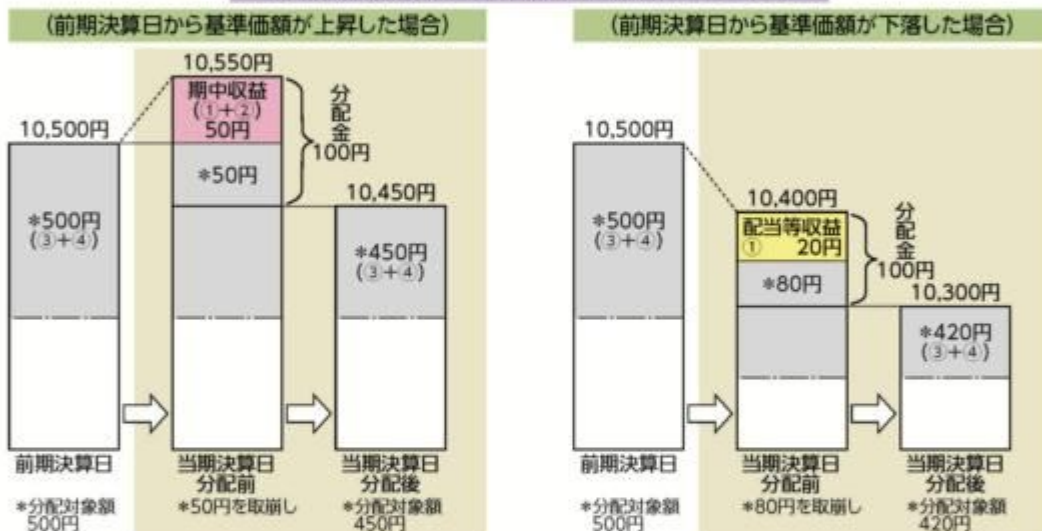 (前期決算日から基準価額が上昇した場合)
10,550円
期中収益
(①+②)
50円
*50円
分配金
100円
10,500円
*500円
(③+④)
10,450円
*450円
(③+④)
前期決算日
*分配対象額
500円
当期決算日
分配前
*50円を取崩し
当期決算日
分配後
*分配対象額
450円
(前期決算日から基準価額が下落した場合)
10,500円
*500円
(③+④)
10,400円
配当等収益
① 20円
*80円
分配金
100円
10,300円
*420円
(③+④)
前期決算日
*分配対象額
500円
当期決算日
分配前
*80円を取崩し
当期決算日
分配後
*分配対象額
420円